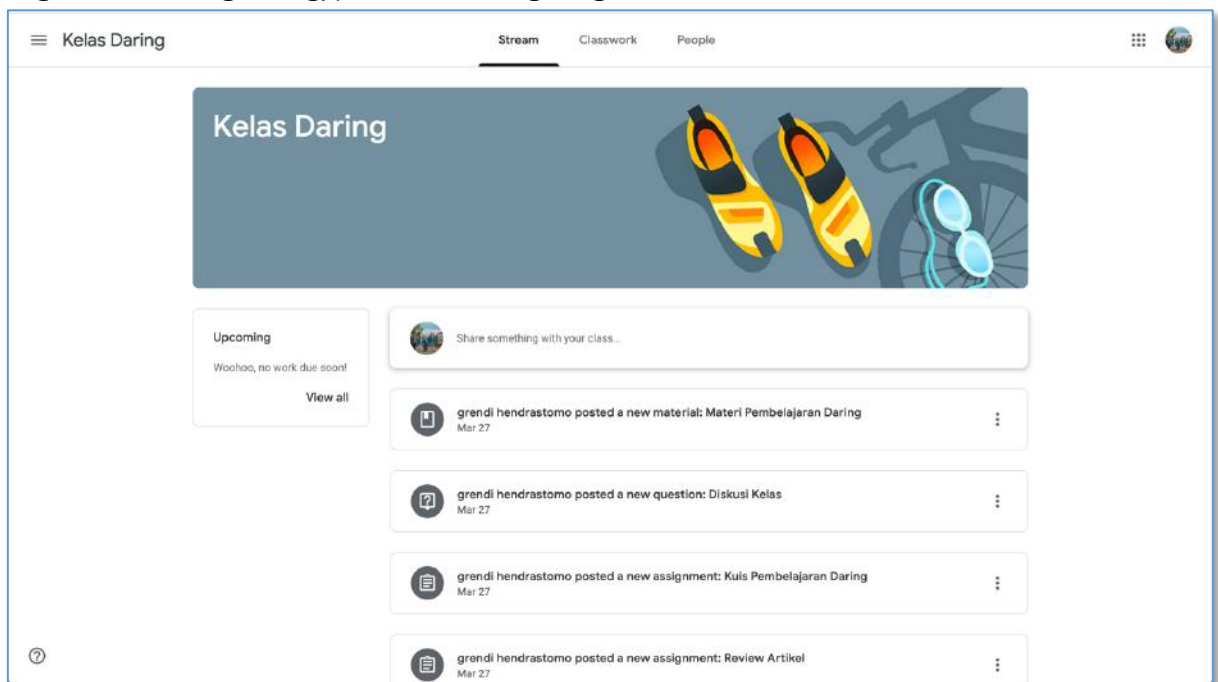 Kelas Daring
Stream Classwork People
Kelas Daring
Upcoming
Woohoo, no work due soon!
View all
Share something with your class...
grendi hendrastomo posted a new material: Materi Pembelajaran Daring
Mar 27
grendi hendrastomo posted a new question: Diskusi Kelas
Mar 27
grendi hendrastomo posted a new assignment: Kuis Pembelajaran Daring
Mar 27
grendi hendrastomo posted a new assignment: Review Artikel
Mar 27